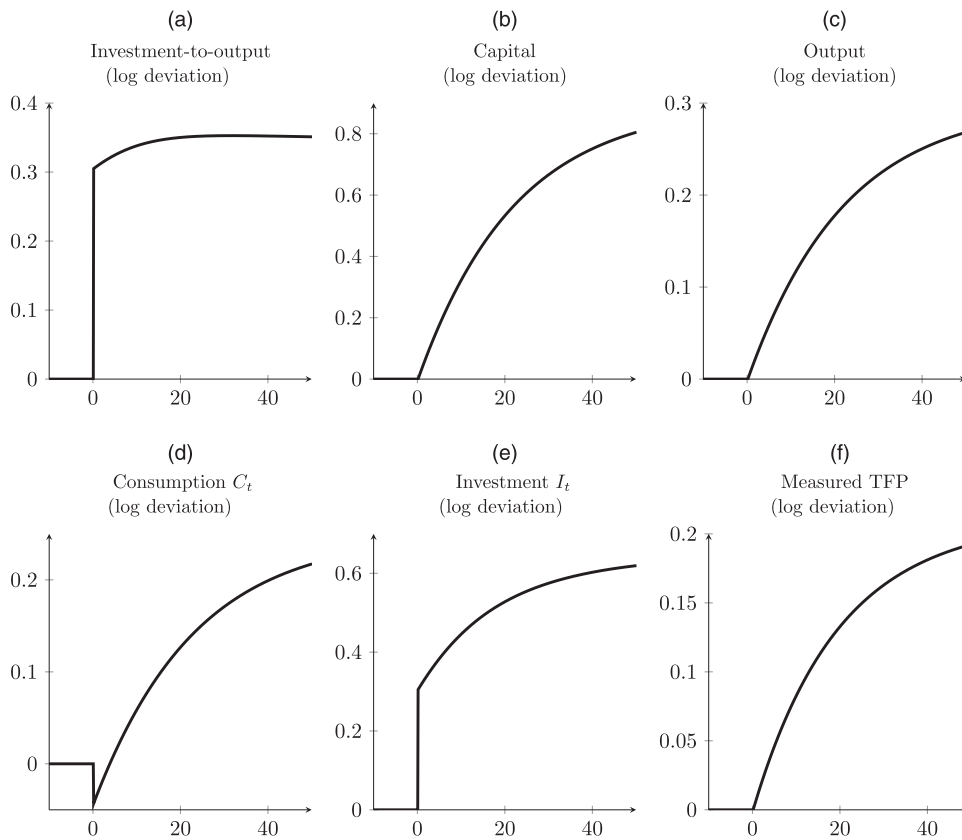 (a)
Investment-to-output
(log deviation)
0.4
0.3
0.2
0.1
0
0 20 40
(b)
Capital
(log deviation)
0.8
0.6
0.4
0.2
0
0 20 40
(c)
Output
(log deviation)
0.3
0.2
0.1
0
0 20 40
(d)
Consumption C_t
(log deviation)
0.2
0.1
0
0 20 40
(e)
Investment I_t
(log deviation)
0.6
0.4
0.2
0
0 20 40
(f)
Measured TFP
(log deviation)
0.2
0.15
0.1
0.05
0
0 20 40